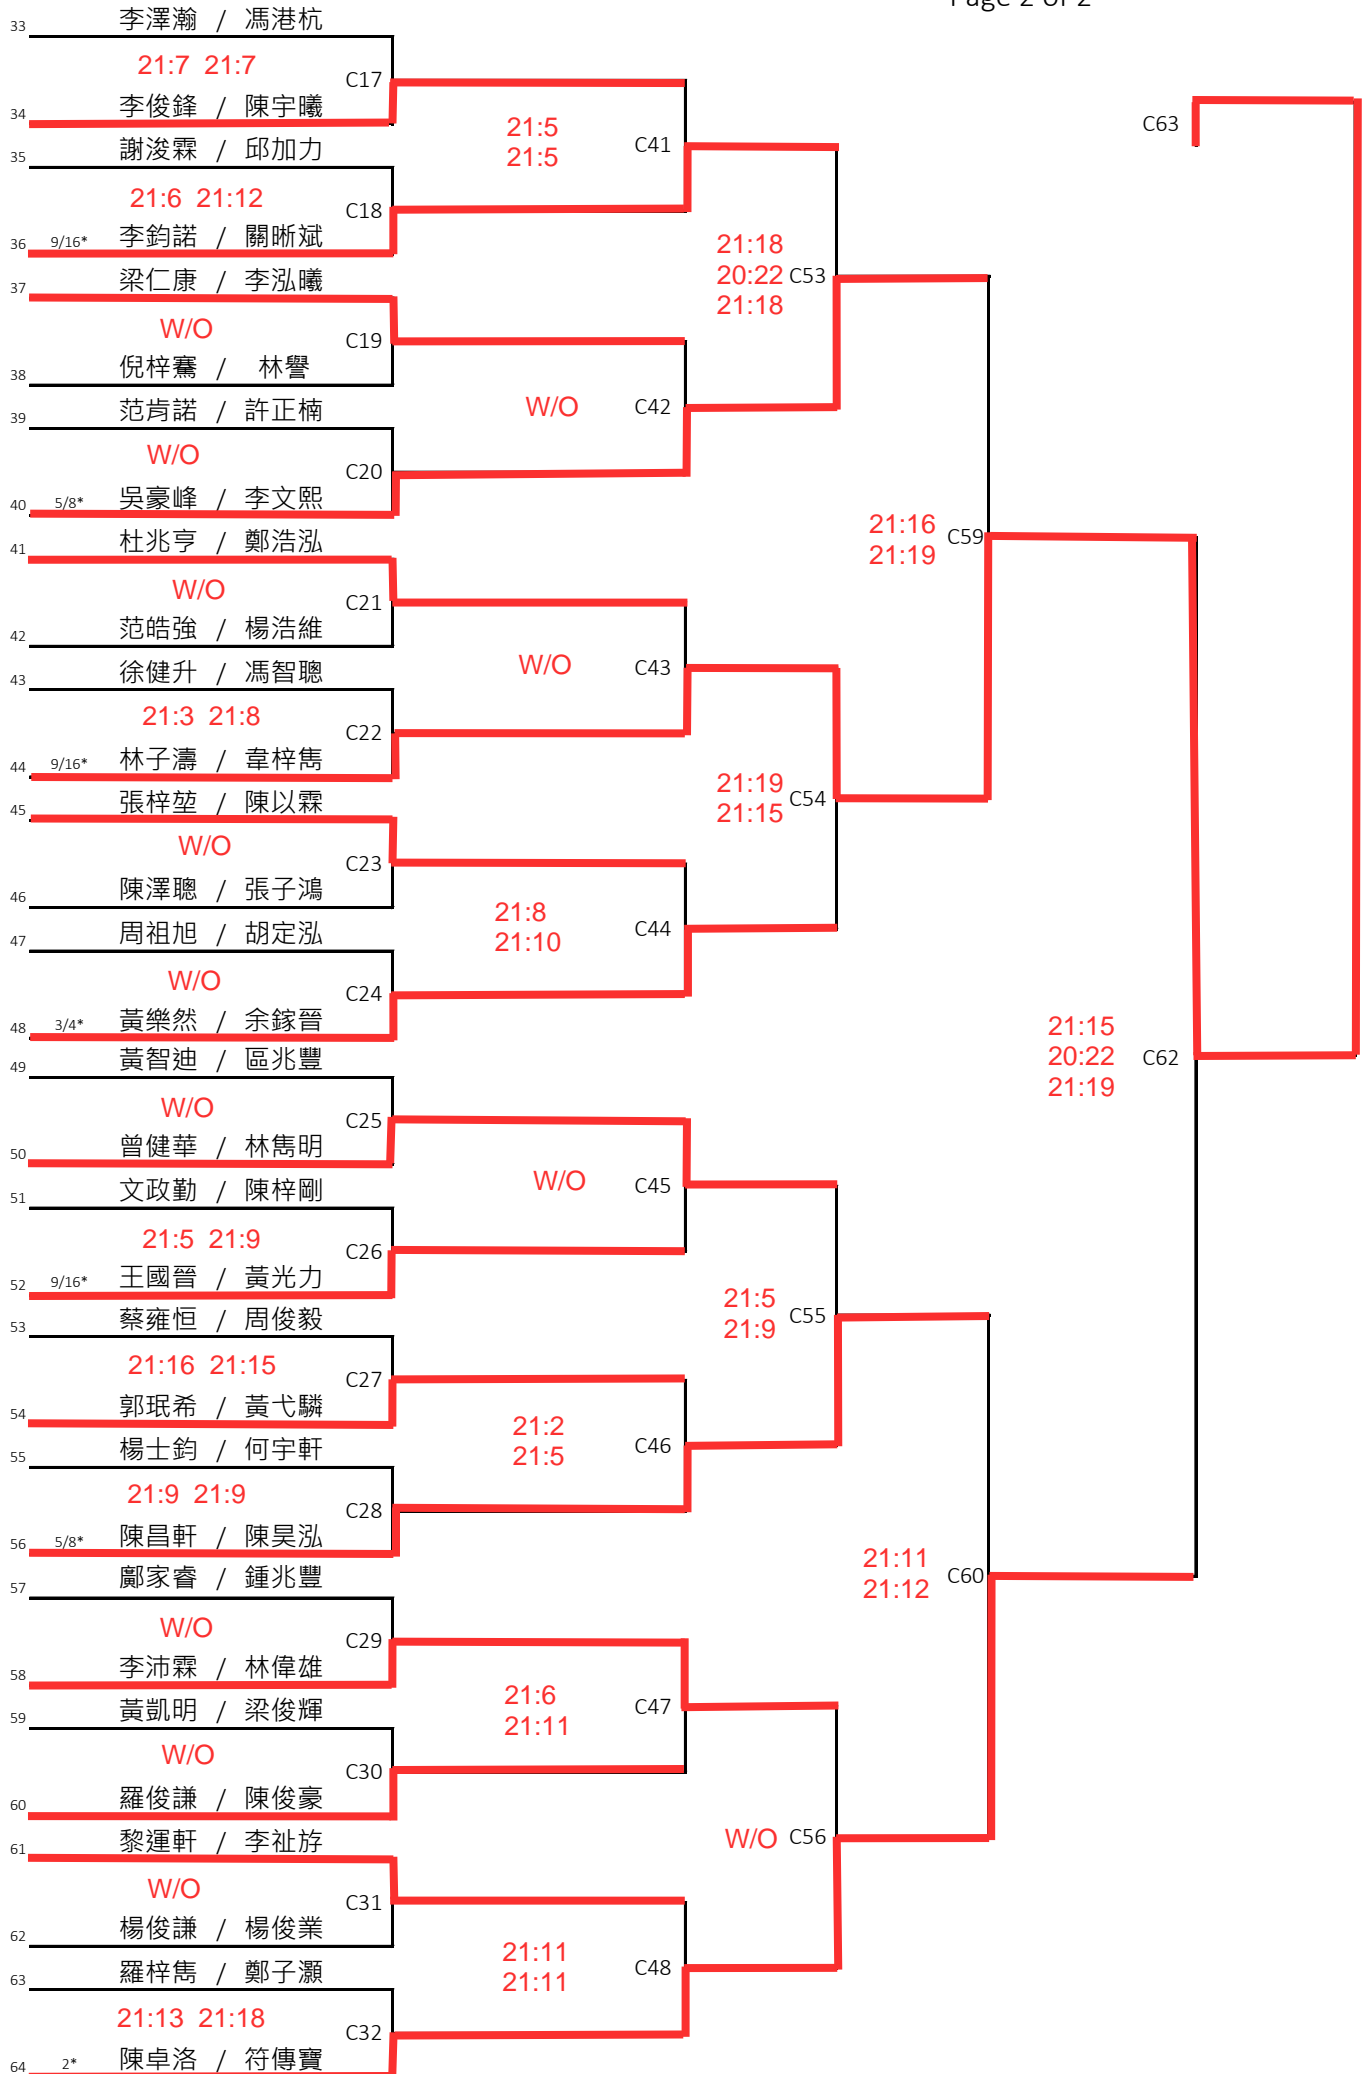 Page 2 of 2
33 李澤瀚 / 馮港杭
21:7 21:7 C17
34 李俊鋒 / 陳宇曦
C63
21:5
21:5
C41
35 謝浚霖 / 邱加力
21:6 21:12 C18
36 9/16* 李鈞諾 / 關晰斌
21:18
20:22
21:18
C53
37 梁仁康 / 李泓曦
W/O C19
38 倪梓騫 / 林譽
W/O C42
39 范肯諾 / 許正楠
W/O C20
40 5/8* 吳豪峰 / 李文熙
21:16
21:19
C59
41 杜兆亨 / 鄭浩泓
W/O C21
42 范皓強 / 楊浩維
W/O C43
43 徐健升 / 馮智聰
21:3 21:8 C22
44 9/16* 林子濤 / 韋梓雋
21:19
21:15
C54
45 張梓堃 / 陳以霖
W/O C23
46 陳澤聰 / 張子鴻
21:8
21:10
C44
47 周祖旭 / 胡定泓
W/O C24
48 3/4* 黃樂然 / 余鎵晉
21:15
20:22
21:19
C62
49 黃智迪 / 區兆豐
W/O C25
50 曾健華 / 林雋明
W/O C45
51 文政勤 / 陳梓剛
21:5 21:9 C26
52 9/16* 王國晉 / 黃光力
21:5
21:9
C55
53 蔡雍恒 / 周俊毅
21:16 21:15 C27
54 郭珉希 / 黃弋驎
21:2
21:5
C46
55 楊士鈞 / 何宇軒
21:9 21:9 C28
56 5/8* 陳昌軒 / 陳昊泓
21:11
21:12
C60
57 鄺家睿 / 鍾兆豐
W/O C29
58 李沛霖 / 林偉雄
21:6
21:11
C47
59 黃凱明 / 梁俊輝
W/O C30
60 羅俊謙 / 陳俊豪
W/O C56
61 黎運軒 / 李祉斿
W/O C31
62 楊俊謙 / 楊俊業
21:11
21:11
C48
63 羅梓雋 / 鄭子灝
21:13 21:18 C32
64 2* 陳卓洛 / 符傳寶